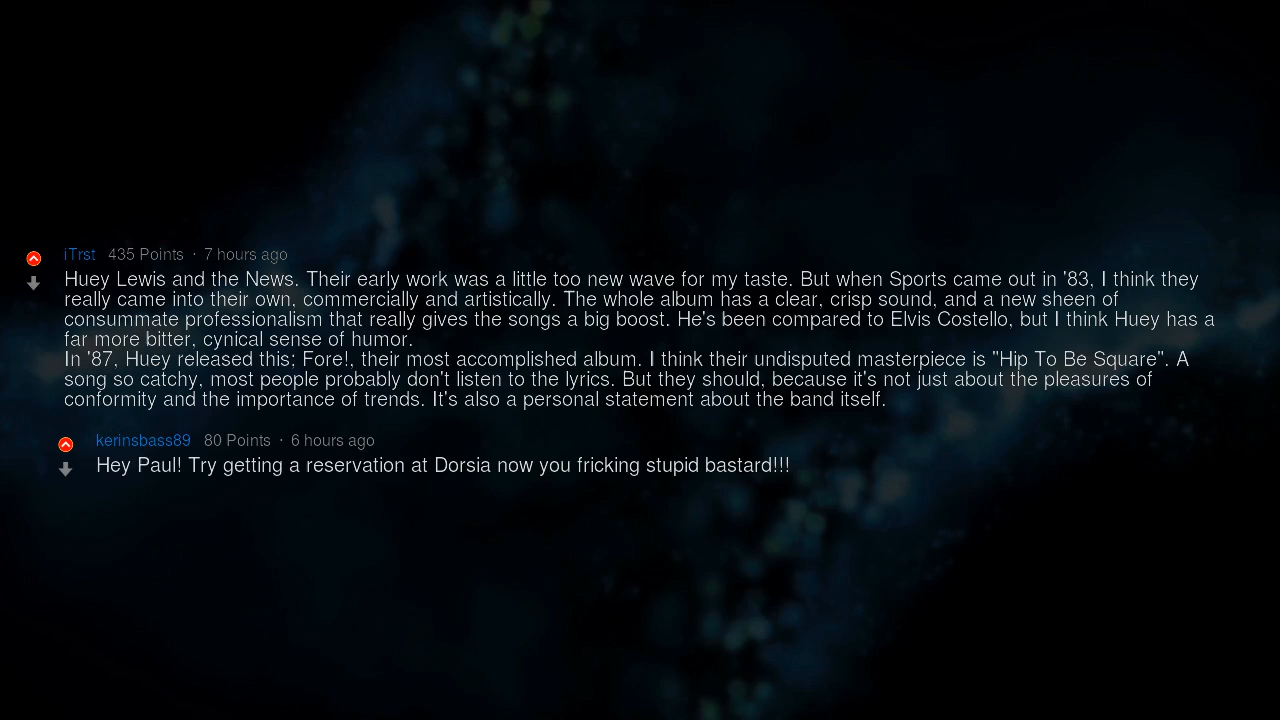 iTrst 435 Points · 7 hours ago
Huey Lewis and the News. Their early work was a little too new wave for my taste. But when Sports came out in '83, I think they
really came into their own, commercially and artistically. The whole album has a clear, crisp sound, and a new sheen of
consummate professionalism that really gives the songs a big boost. He's been compared to Elvis Costello, but I think Huey has a
far more bitter, cynical sense of humor.
In '87, Huey released this; Fore!, their most accomplished album. I think their undisputed masterpiece is "Hip To Be Square". A
song so catchy, most people probably don't listen to the lyrics. But they should, because it's not just about the pleasures of
conformity and the importance of trends. It's also a personal statement about the band itself.
kerinsbass89 80 Points · 6 hours ago
Hey Paul! Try getting a reservation at Dorsia now you fricking stupid bastard!!!